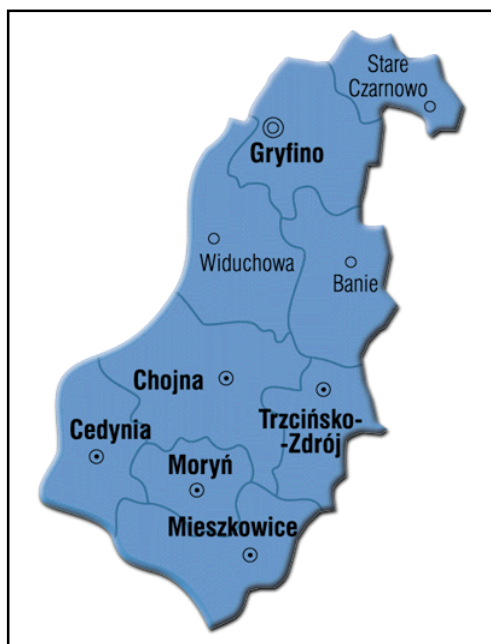 Stare
Czarnowo
Gryfino
Widuchowa
Banie
Chojna
Trzcińsko-
-Zdrój
Cedynia
Moryń
Mieszkowice